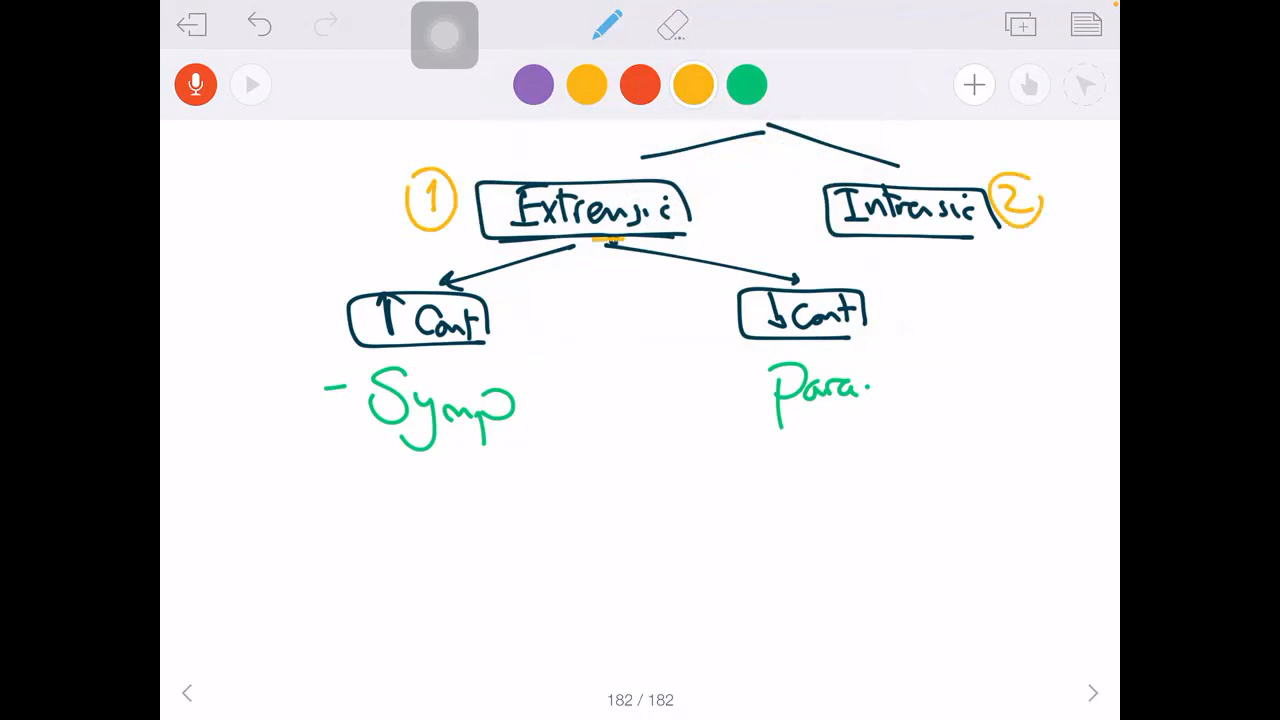 1 Extrensic Intrensic 2
↑ Cont ↓ Cont
- Symp Para.
182 / 182